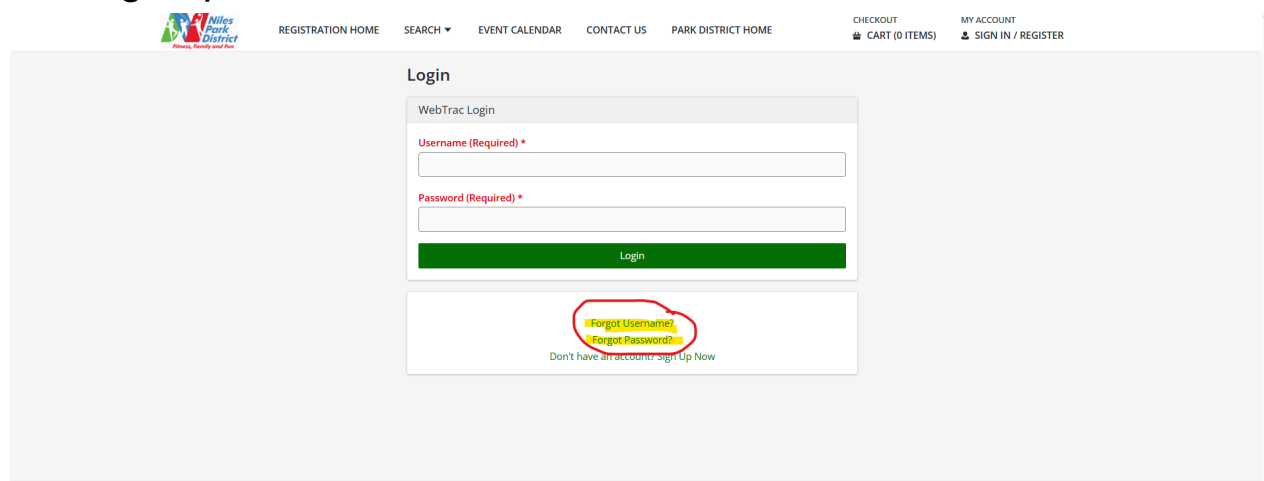 Niles
Park
District
Fitness, Family and Fun
REGISTRATION HOME
SEARCH
EVENT CALENDAR
CONTACT US
PARK DISTRICT HOME
CHECKOUT
CART (0 ITEMS)
MY ACCOUNT
SIGN IN / REGISTER
Login
WebTrac Login
Username (Required) *
Password (Required) *
Login
Forgot Username?
Forgot Password?
Don't have an account? Sign Up Now